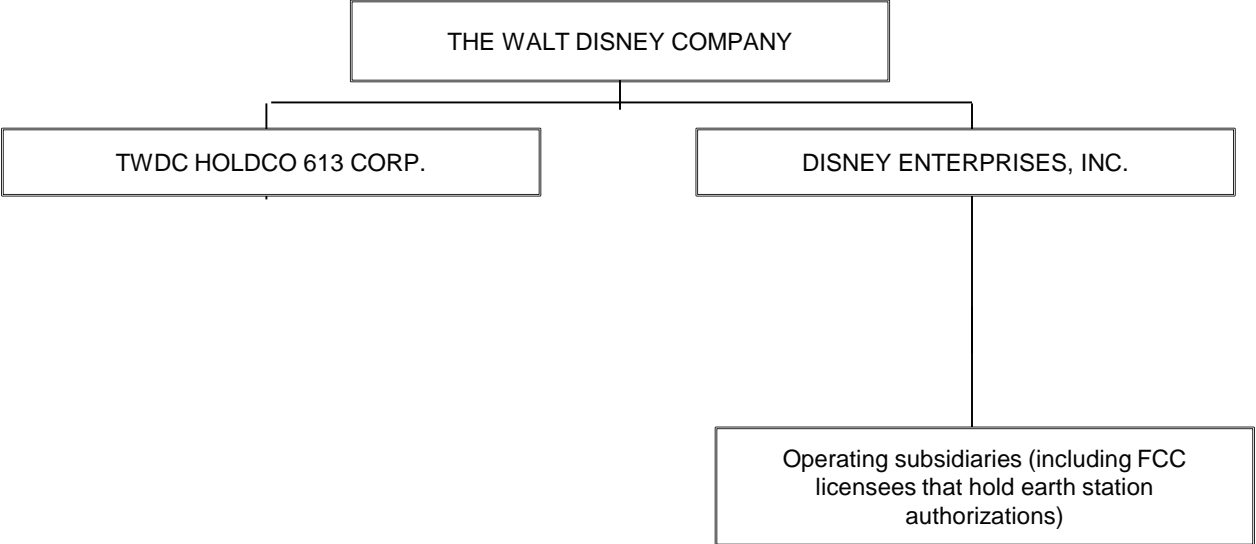 THE WALT DISNEY COMPANY
TWDC HOLDCO 613 CORP.
DISNEY ENTERPRISES, INC.
Operating subsidiaries (including FCC
licensees that hold earth station
authorizations)